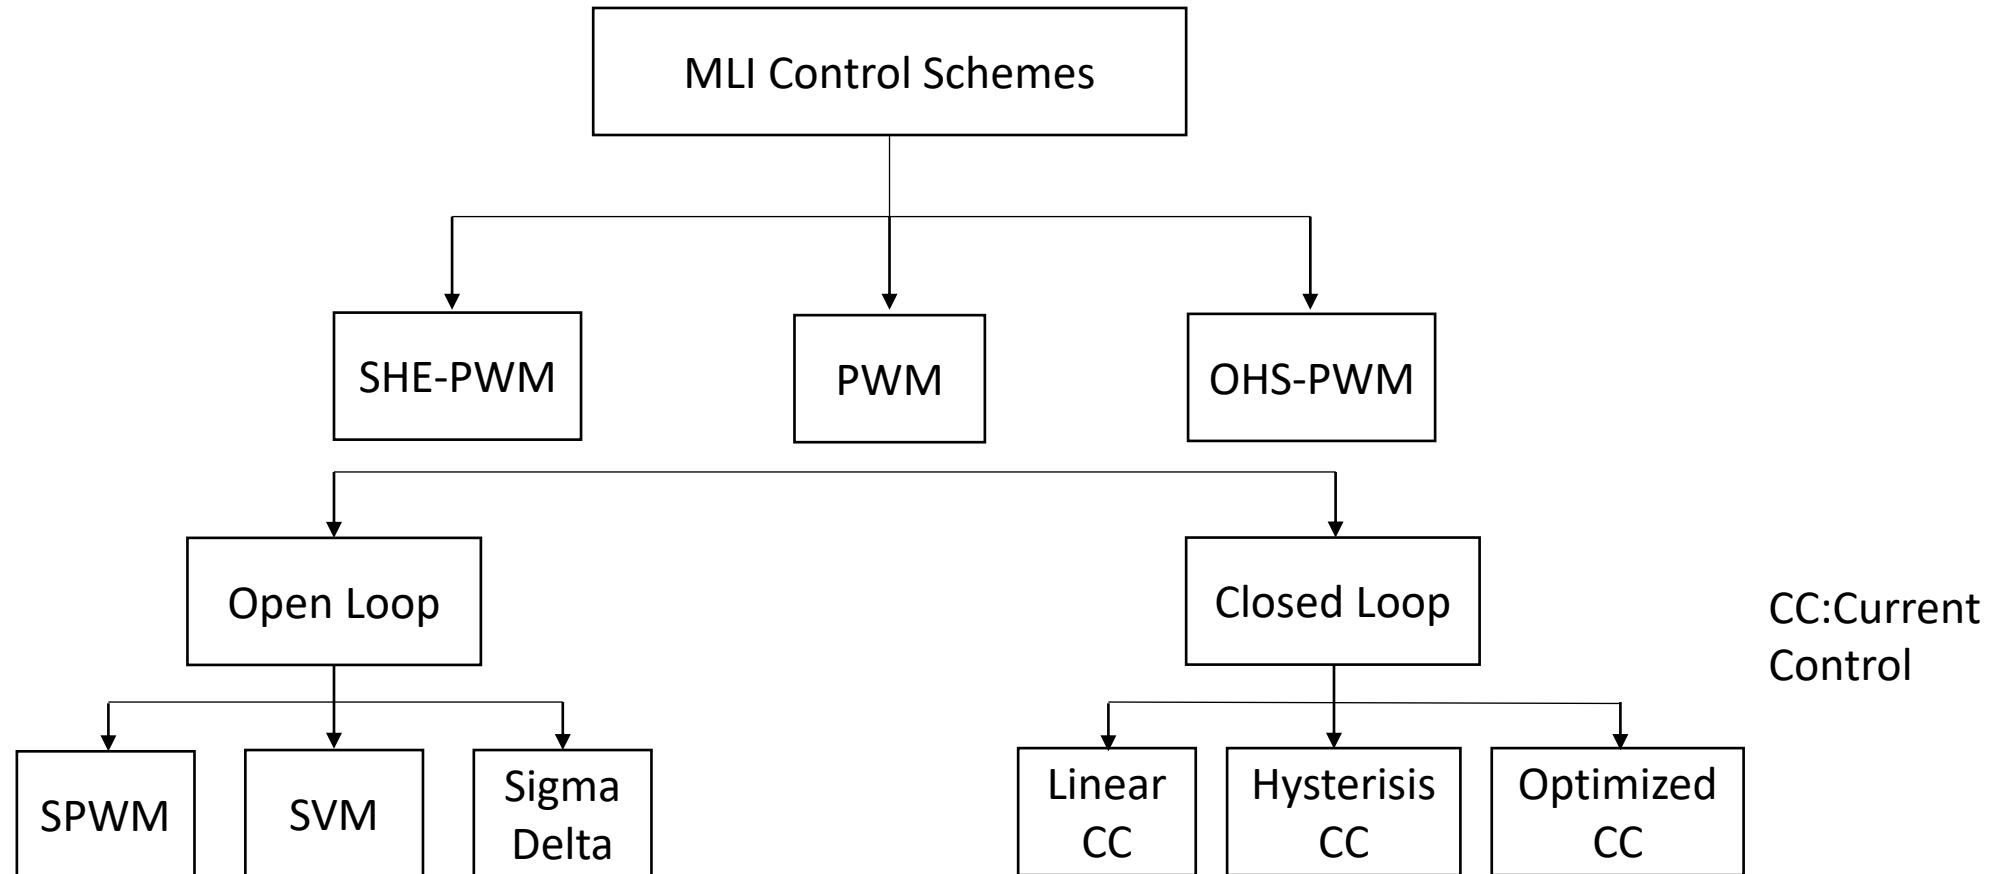 MLI Control Schemes
SHE-PWM
PWM
OHS-PWM
Open Loop
Closed Loop
CC:Current
Control
SPWM
SVM
Sigma
Delta
Linear
CC
Hysterisis
CC
Optimized
CC